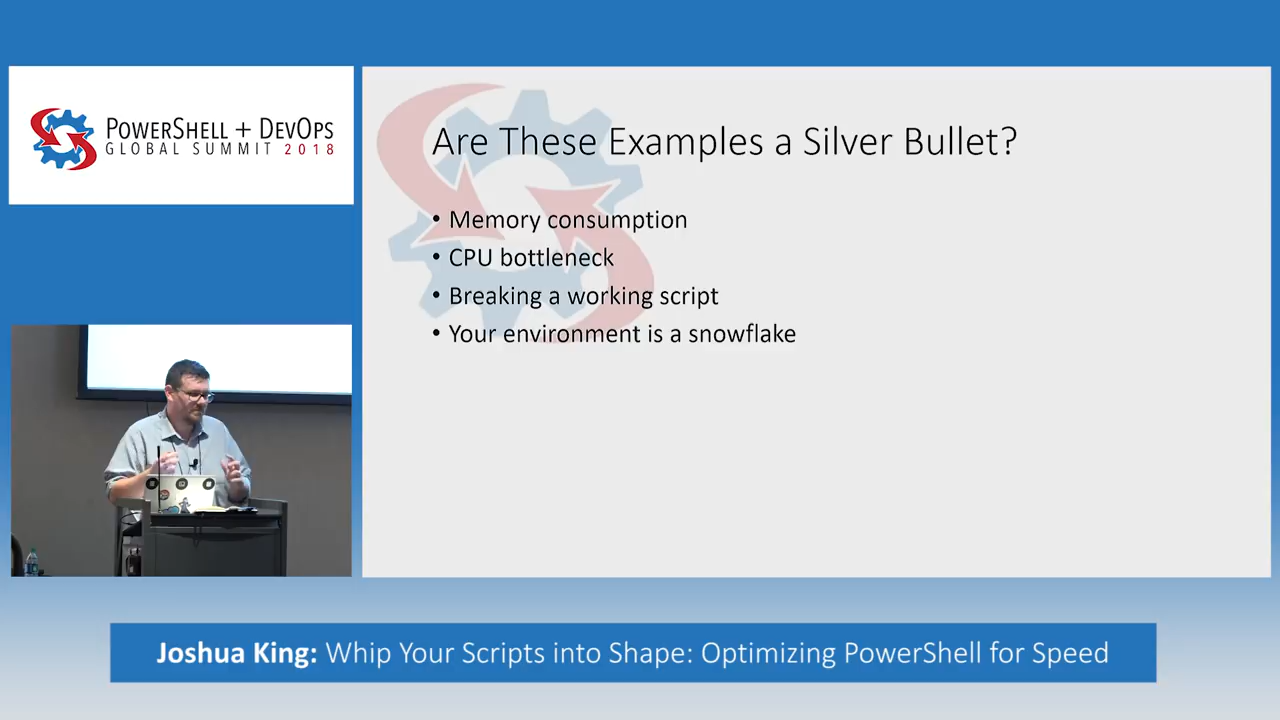 POWERSHELL + DEVOPS
GLOBAL SUMMIT 2018
Are These Examples a Silver Bullet?
• Memory consumption
• CPU bottleneck
• Breaking a working script
• Your environment is a snowflake
Joshua King: Whip Your Scripts into Shape: Optimizing PowerShell for Speed